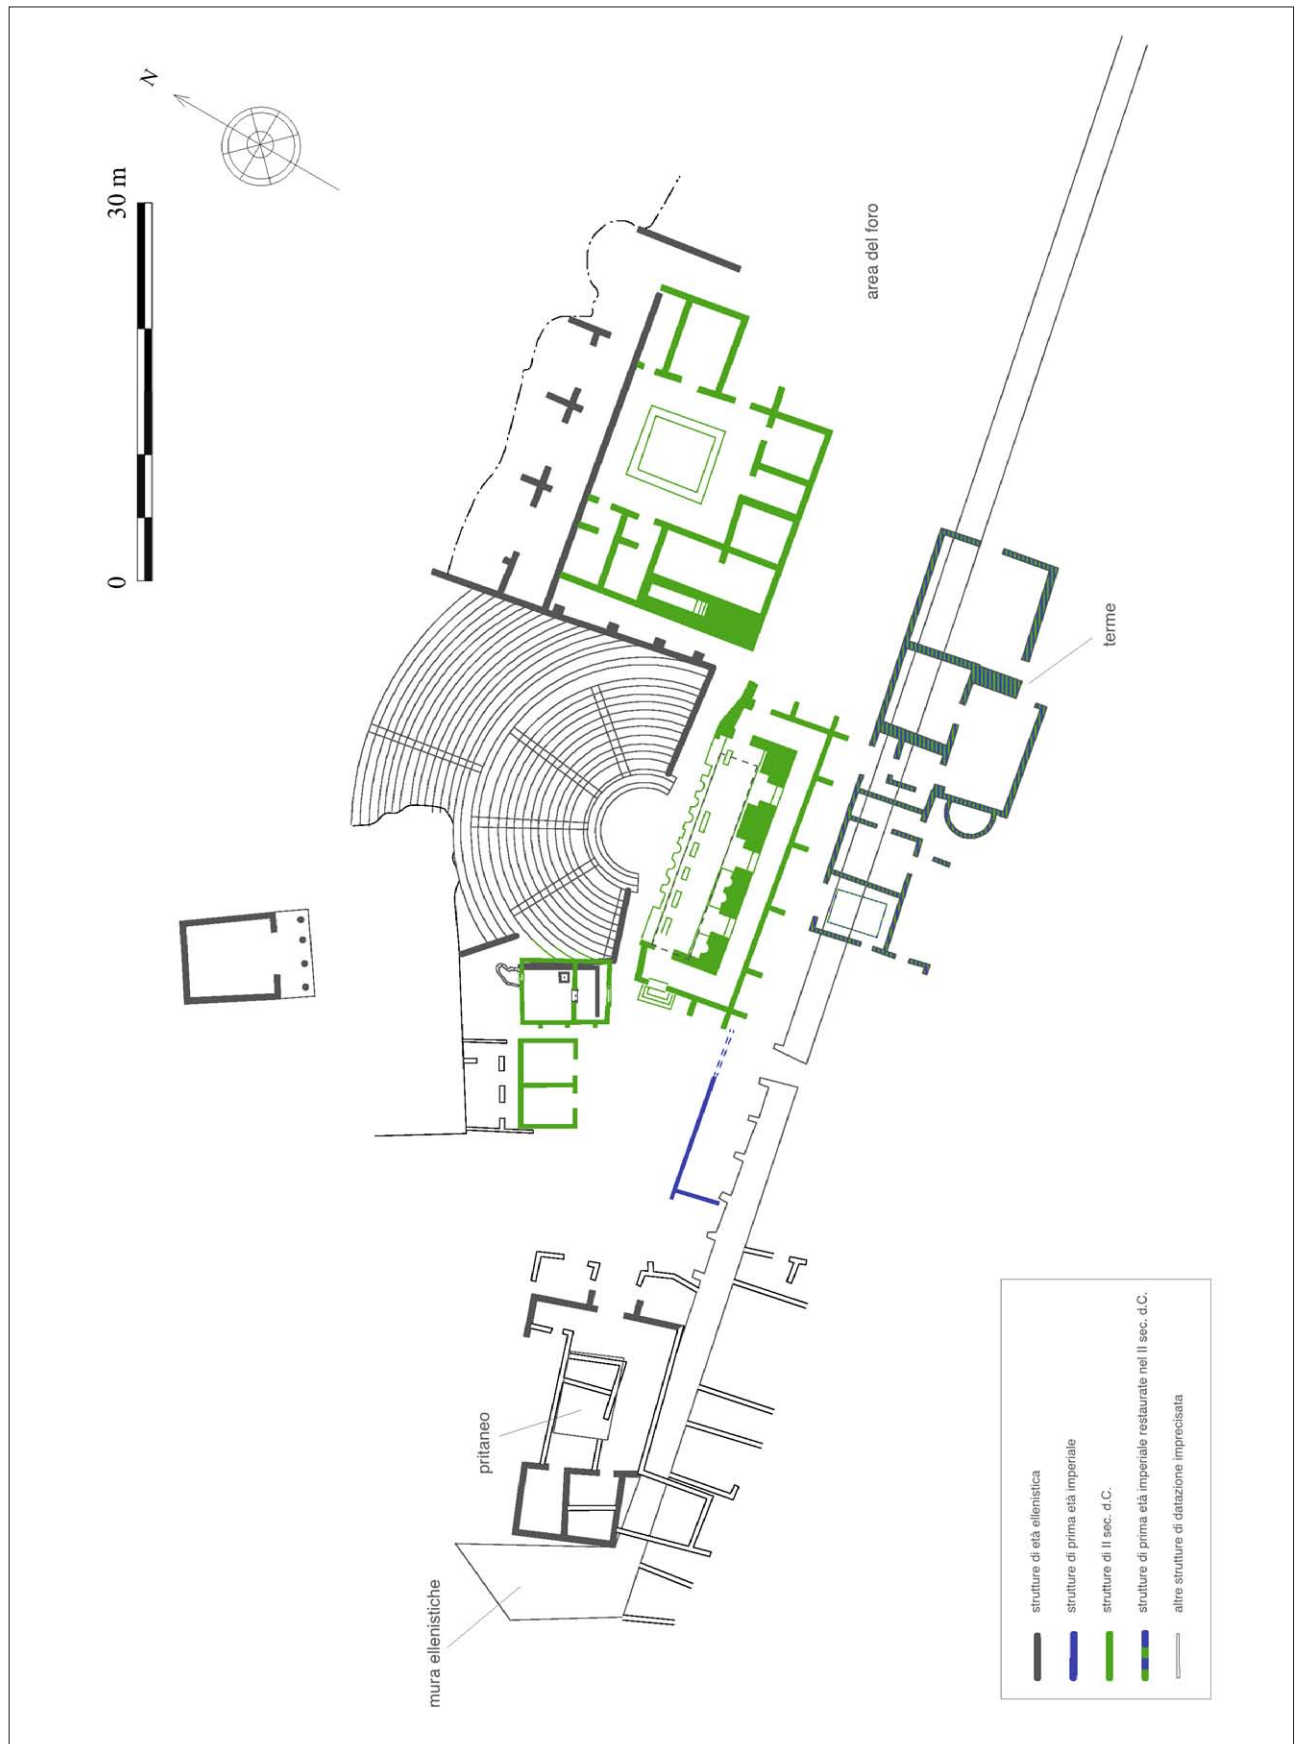 N
0
30 m
area del foro
terme
pritaneo
mura ellenistiche
strutture di età ellenistica
strutture di prima età imperiale
strutture di II sec. d.C.
strutture di prima età imperiale restaurate nel II sec. d.C.
altre strutture di datazione imprecisata